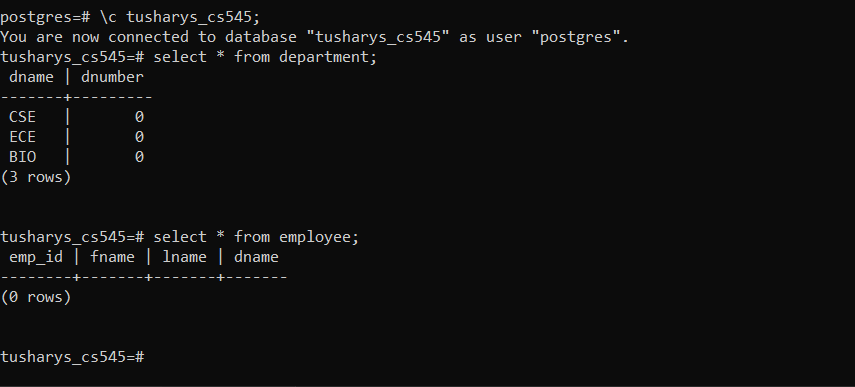 postgres=# \c tusharys_cs545;
You are now connected to database "tusharys_cs545" as user "postgres".
tusharys_cs545=# select * from department;
 dname | dnumber
-------+---------
 CSE   |       0
 ECE   |       0
 BIO   |       0
(3 rows)

tusharys_cs545=# select * from employee;
 emp_id | fname | lname | dname
--------+-------+-------+-------
(0 rows)

tusharys_cs545=#